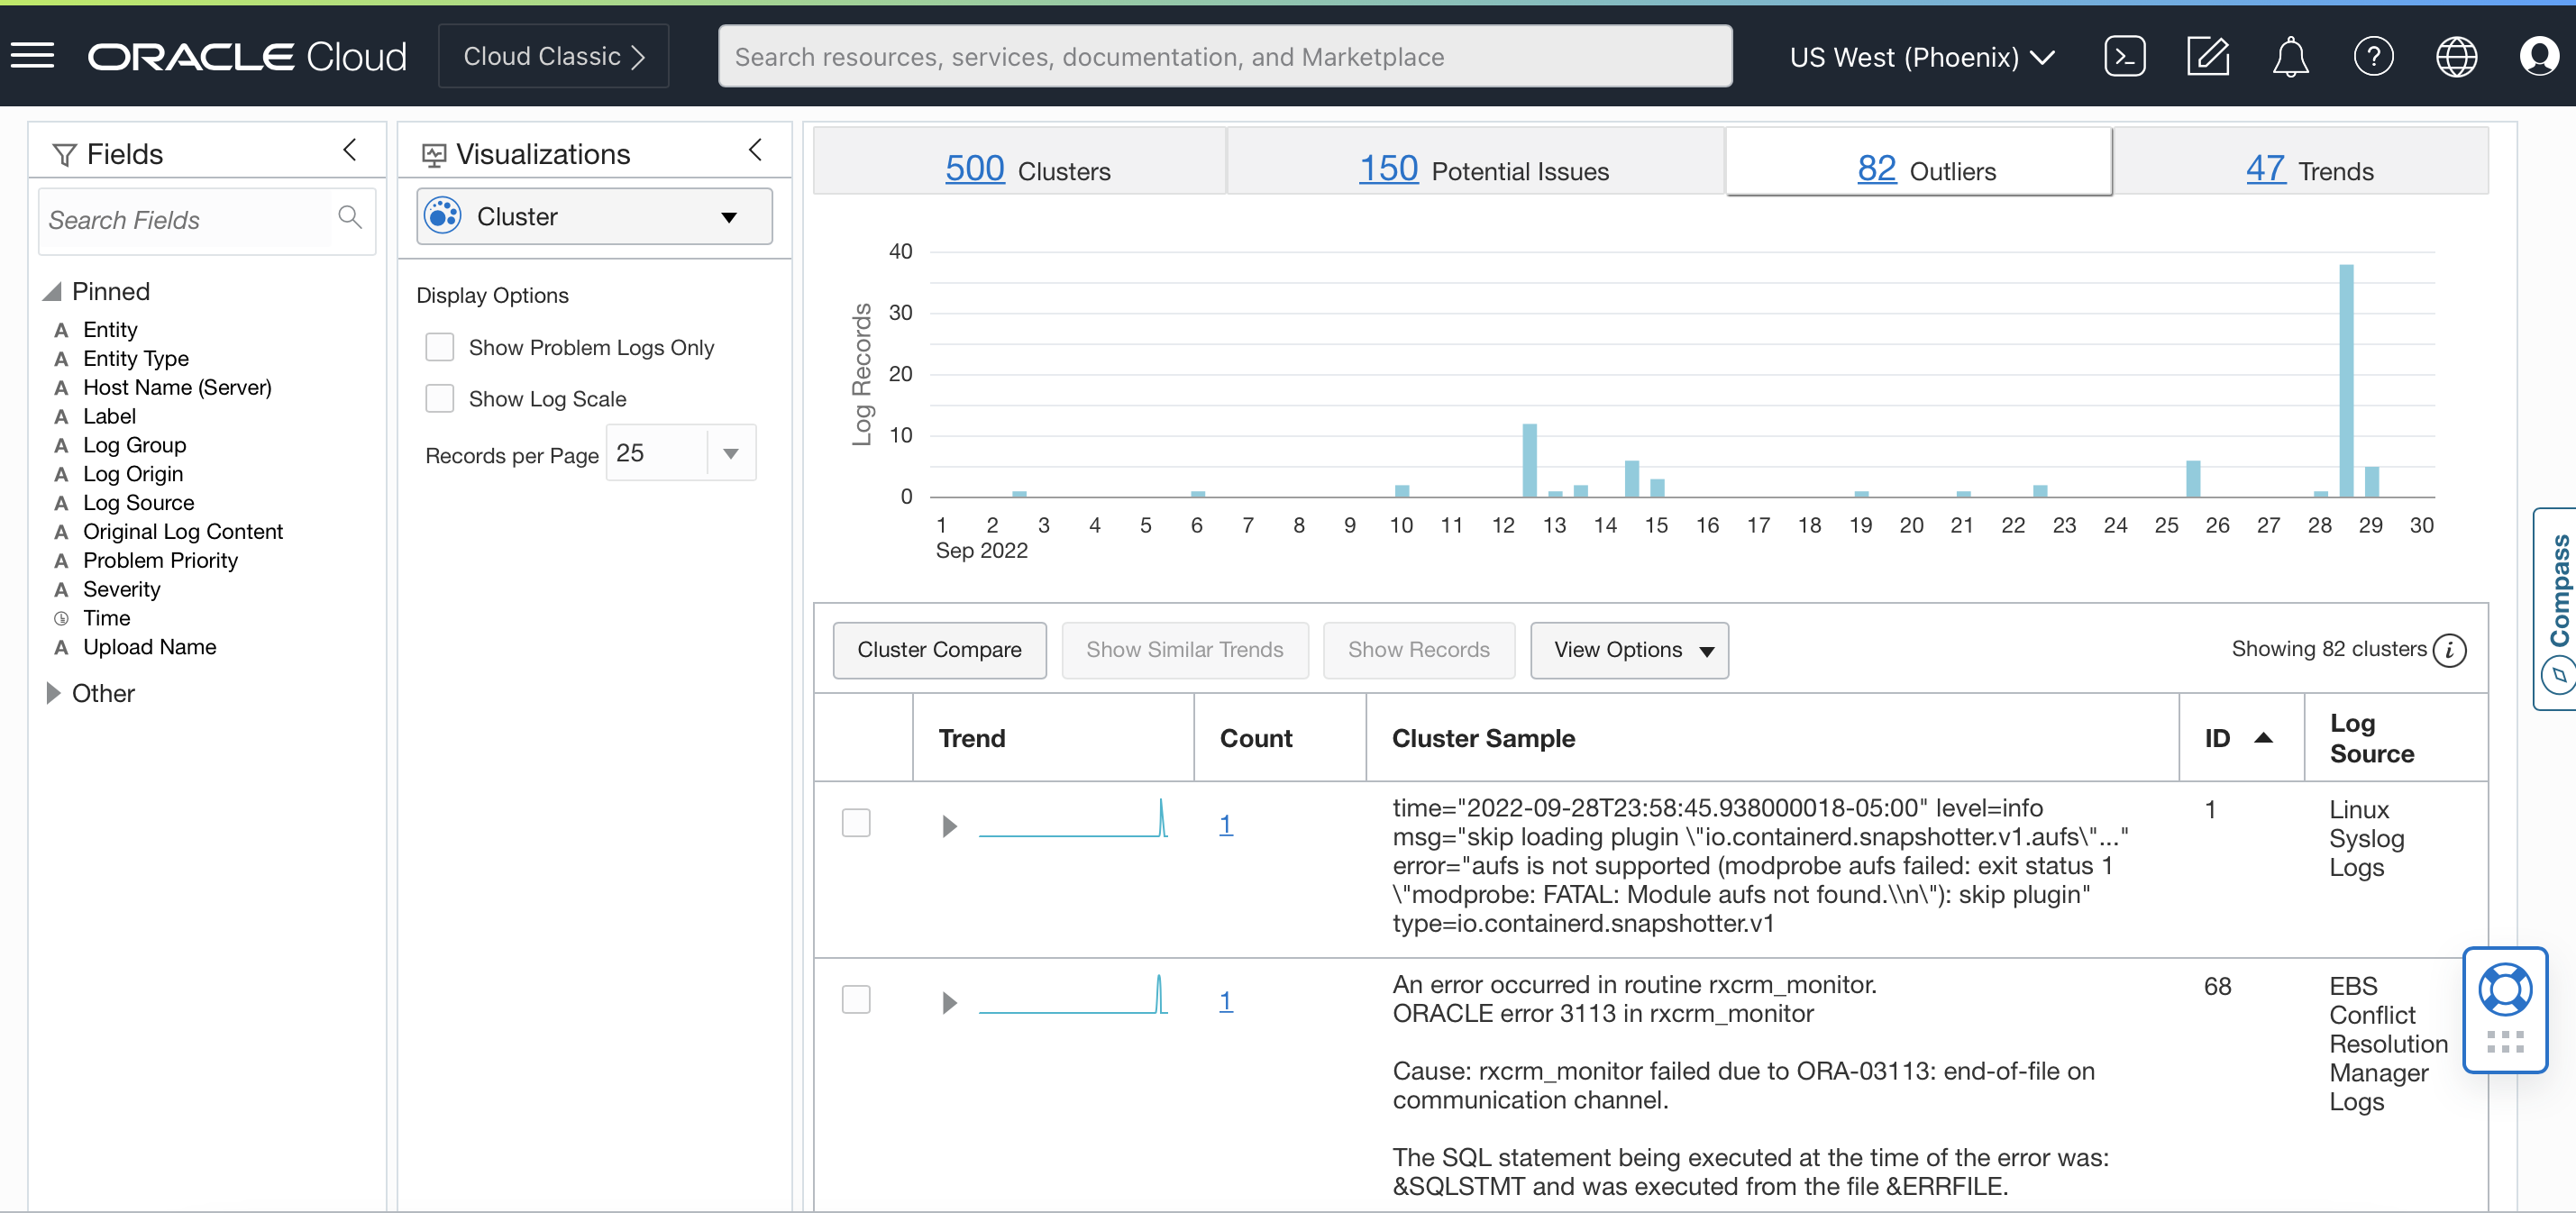 ORACLE Cloud
Cloud Classic
Search resources, services, documentation, and Marketplace
US West (Phoenix)
Fields
Search Fields
Pinned
A Entity
A Entity Type
A Host Name (Server)
A Label
A Log Group
A Log Origin
A Log Source
A Original Log Content
A Problem Priority
A Severity
Time
A Upload Name
Other
Visualizations
Cluster
Display Options
Show Problem Logs Only
Show Log Scale
Records per Page 25
500 Clusters
150 Potential Issues
82 Outliers
47 Trends
Log Records
40
30
20
10
0
1 2 3 4 5 6 7 8 9 10 11 12 13 14 15 16 17 18 19 20 21 22 23 24 25 26 27 28 29 30
Sep 2022
Cluster Compare
Show Similar Trends
Show Records
View Options
Showing 82 clusters
Trend
Count
Cluster Sample
ID
Log
Source
1
time="2022-09-28T23:58:45.938000018-05:00" level=info
msg="skip loading plugin \"io.containerd.snapshotter.v1.aufs\"..."
error="aufs is not supported (modprobe aufs failed: exit status 1
\"modprobe: FATAL: Module aufs not found.\\n\"): skip plugin"
type=io.containerd.snapshotter.v1
1
Linux
Syslog
Logs
1
An error occurred in routine rxcrm_monitor.
ORACLE error 3113 in rxcrm_monitor
Cause: rxcrm_monitor failed due to ORA-03113: end-of-file on
communication channel.
The SQL statement being executed at the time of the error was:
&SQLSTMT and was executed from the file &ERRFILE.
68
EBS
Conflict
Resolution
Manager
Logs
Compass